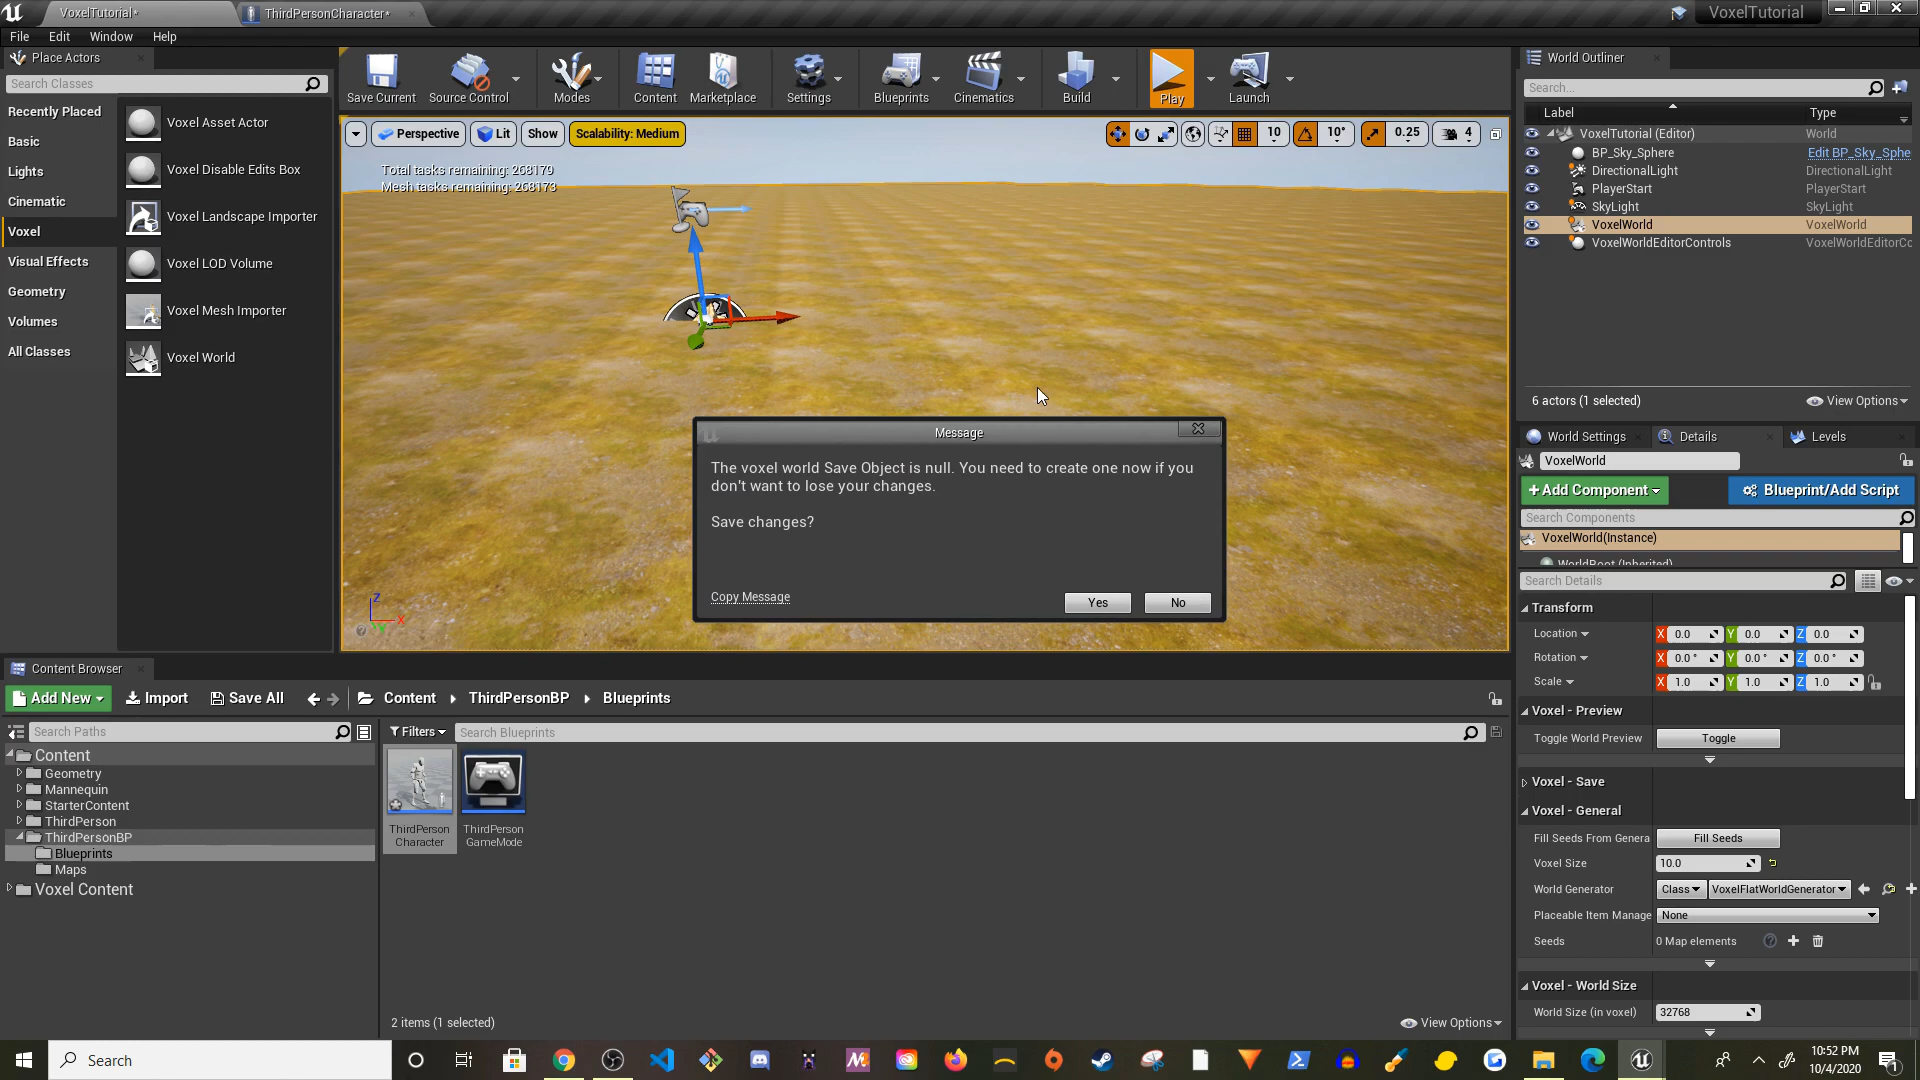 VoxelTutorial*
ThirdPersonCharacter*
VoxelTutorial
File Edit Window Help
Place Actors
Search Classes
Recently Placed
Basic
Lights
Cinematic
Voxel
Visual Effects
Geometry
Volumes
All Classes
Voxel Asset Actor
Voxel Disable Edits Box
Voxel Landscape Importer
Voxel LOD Volume
Voxel Mesh Importer
Voxel World
Save Current
Source Control
Modes
Content
Marketplace
Settings
Blueprints
Cinematics
Build
Play
Launch
Perspective
Lit
Show
Scalability: Medium
10
10°
0.25
4
Total tasks remaining: 268179
Mesh tasks remaining: 268173
Z
X
Message
The voxel world Save Object is null. You need to create one now if you
don't want to lose your changes.
Save changes?
Copy Message
Yes
No
World Outliner
Search...
Label
Type
VoxelTutorial (Editor) World
BP_Sky_Sphere Edit BP_Sky_Sphe
DirectionalLight DirectionalLight
PlayerStart PlayerStart
SkyLight SkyLight
VoxelWorld VoxelWorld
VoxelWorldEditorControls VoxelWorldEditorCo
6 actors (1 selected)
View Options
World Settings
Details
Levels
VoxelWorld
+Add Component
Blueprint/Add Script
Search Components
VoxelWorld(Instance)
WorldRoot (Inherited)
Search Details
Transform
Location X 0.0 Y 0.0 Z 0.0
Rotation X 0.0° Y 0.0° Z 0.0°
Scale X 1.0 Y 1.0 Z 1.0
Voxel - Preview
Toggle World Preview Toggle
Voxel - Save
Voxel - General
Fill Seeds From Genera Fill Seeds
Voxel Size 10.0
World Generator Class VoxelFlatWorldGenerator
Placeable Item Manage None
Seeds 0 Map elements
Voxel - World Size
World Size (in voxel) 32768
Content Browser
Add New
Import
Save All
Content
ThirdPersonBP
Blueprints
Search Paths
Filters
Search Blueprints
Content
Geometry
Mannequin
StarterContent
ThirdPerson
ThirdPersonBP
Blueprints
Maps
Voxel Content
ThirdPerson
Character
ThirdPerson
GameMode
2 items (1 selected)
View Options
Search
10:52 PM
10/4/2020
1